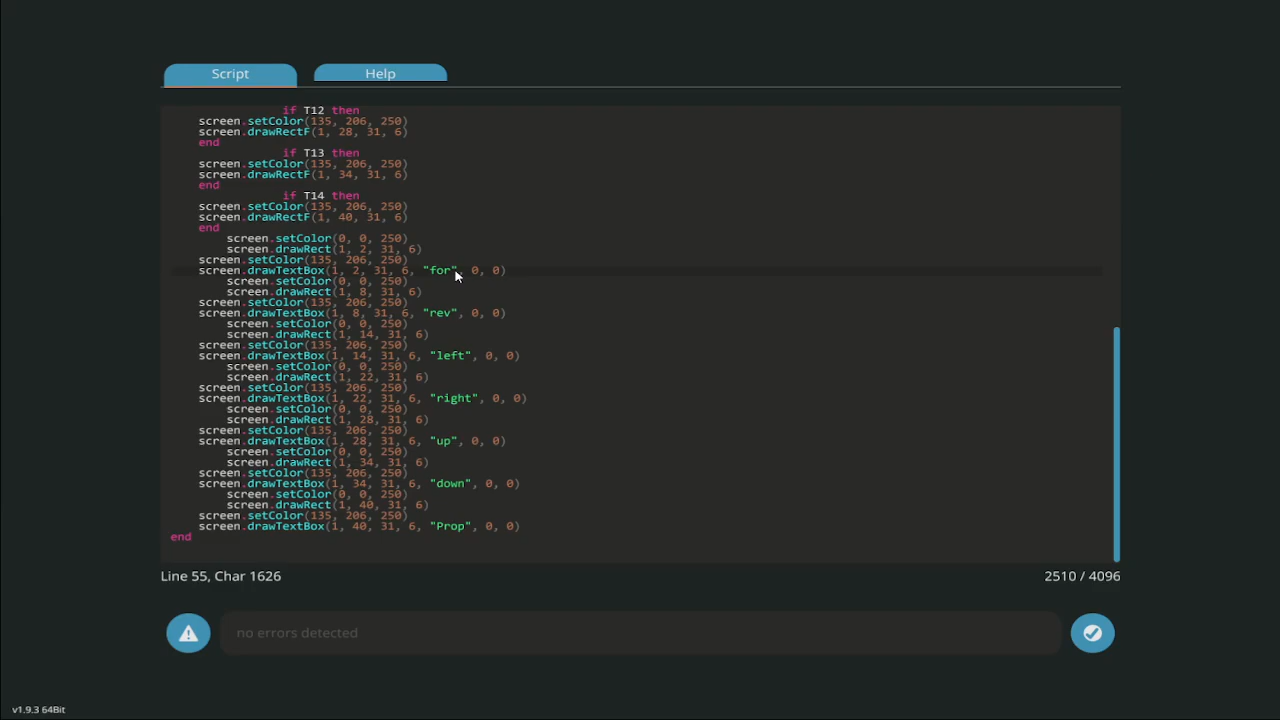 Script
Help
if T12 then
screen.setColor(135, 206, 250)
screen.drawRectF(1, 28, 31, 6)
end
if T13 then
screen.setColor(135, 206, 250)
screen.drawRectF(1, 34, 31, 6)
end
if T14 then
screen.setColor(135, 206, 250)
screen.drawRectF(1, 40, 31, 6)
end
screen.setColor(0, 0, 250)
screen.drawRect(1, 2, 31, 6)
screen.setColor(135, 206, 250)
screen.drawTextBox(1, 2, 31, 6, "for", 0, 0)
screen.setColor(0, 0, 250)
screen.drawRect(1, 8, 31, 6)
screen.setColor(135, 206, 250)
screen.drawTextBox(1, 8, 31, 6, "rev", 0, 0)
screen.setColor(0, 0, 250)
screen.drawRect(1, 14, 31, 6)
screen.setColor(135, 206, 250)
screen.drawTextBox(1, 14, 31, 6, "left", 0, 0)
screen.setColor(0, 0, 250)
screen.drawRect(1, 22, 31, 6)
screen.setColor(135, 206, 250)
screen.drawTextBox(1, 22, 31, 6, "right", 0, 0)
screen.setColor(0, 0, 250)
screen.drawRect(1, 28, 31, 6)
screen.setColor(135, 206, 250)
screen.drawTextBox(1, 28, 31, 6, "up", 0, 0)
screen.setColor(0, 0, 250)
screen.drawRect(1, 34, 31, 6)
screen.setColor(135, 206, 250)
screen.drawTextBox(1, 34, 31, 6, "down", 0, 0)
screen.setColor(0, 0, 250)
screen.drawRect(1, 40, 31, 6)
screen.setColor(135, 206, 250)
screen.drawTextBox(1, 40, 31, 6, "Prop", 0, 0)
end
Line 55, Char 1626
2510 / 4096
no errors detected
v1.9.3 64Bit